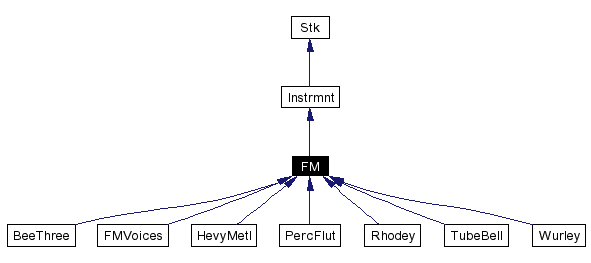 Stk
Instrmnt
FM
BeeThree
FMVoices
HevyMetl
PercFlut
Rhodey
TubeBell
Wurley